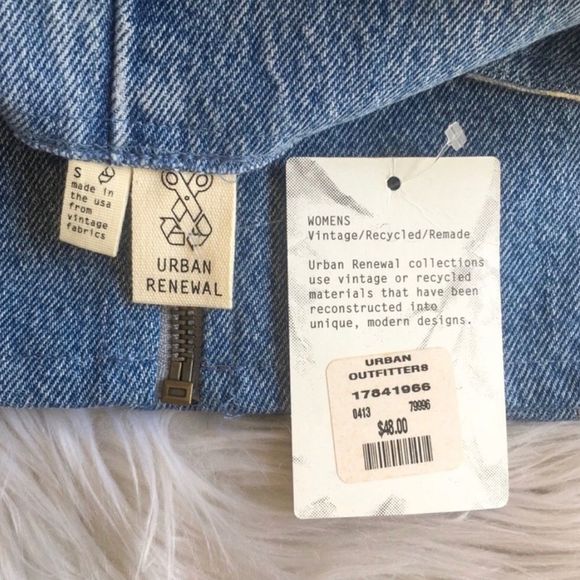 S
made in
the usa
from
vintage
fabrics
URBAN
RENEWAL
WOMENS
Vintage/Recycled/Remade
Urban Renewal collections
use vintage or recycled
materials that have been
reconstructed into
unique, modern designs.
URBAN
OUTFITTERS
17841966
0413 79996
$48.00